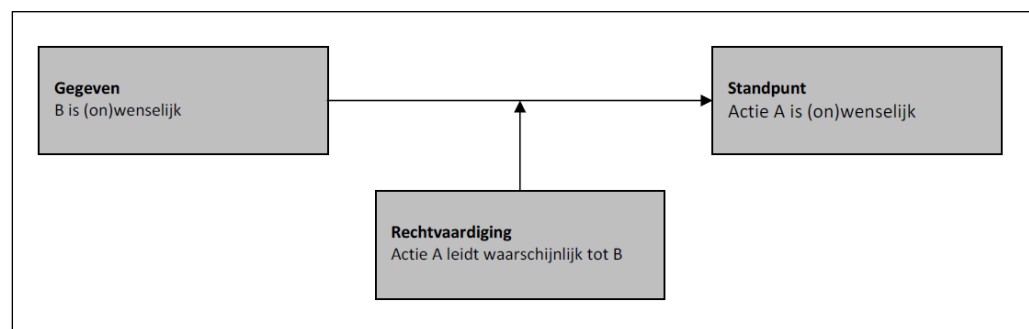 Gegeven
B is (on)wenselijk
Standpunt
Actie A is (on)wenselijk
Rechtvaardiging
Actie A leidt waarschijnlijk tot B